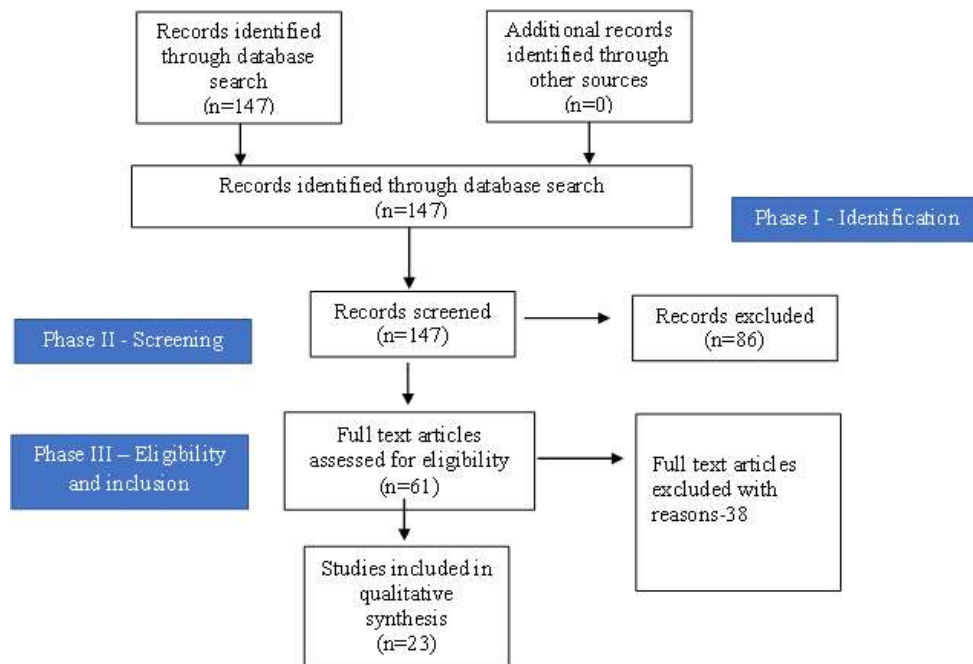 Records identified
through database
search
(n=147)
Additional records
identified through
other sources
(n=0)
Records identified through database search
(n=147)
Phase I - Identification
Records screened
(n=147)
Records excluded
(n=86)
Phase II - Screening
Full text articles
assessed for eligibility
(n=61)
Phase III – Eligibility
and inclusion
Full text articles
excluded with
reasons-38
Studies included in
qualitative
synthesis
(n=23)